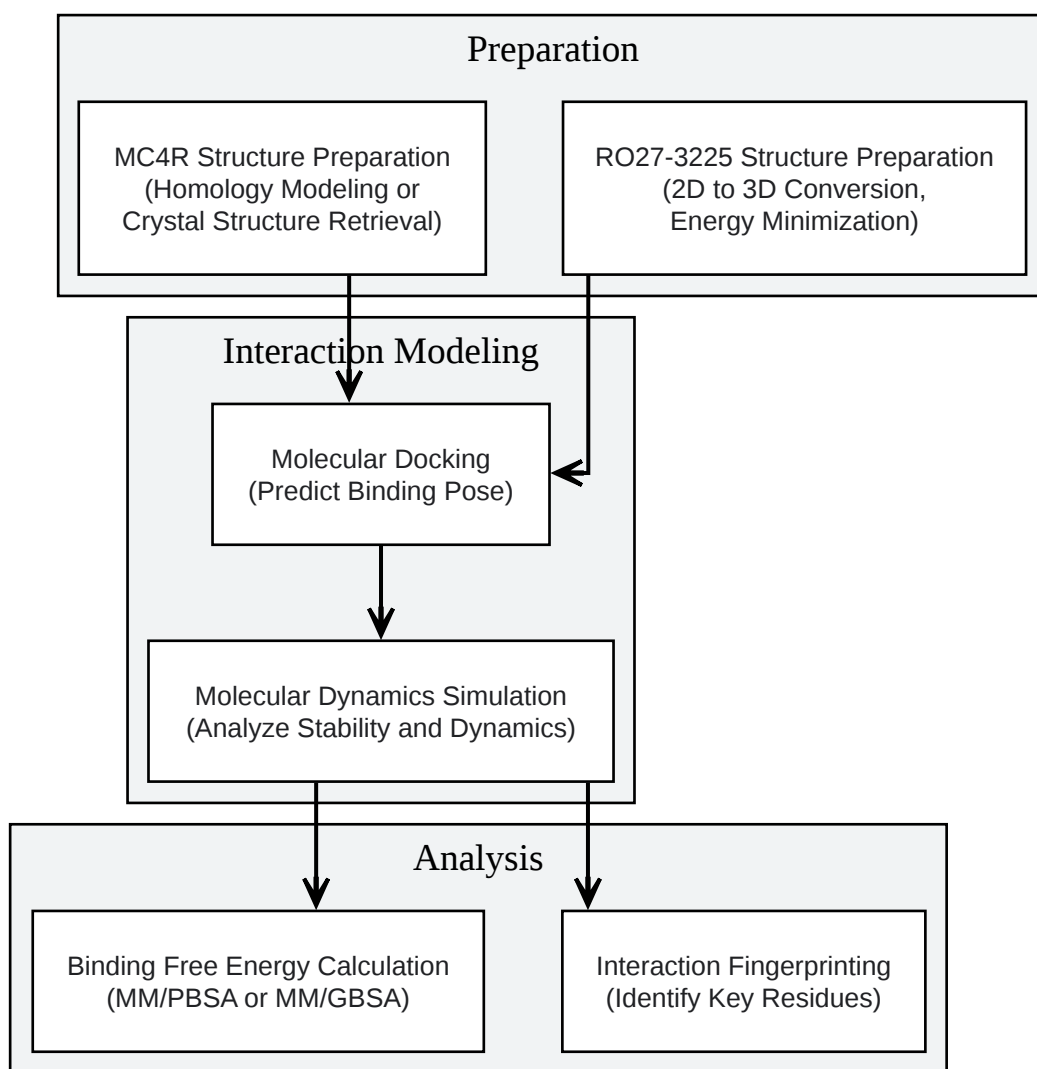 Preparation
MC4R Structure Preparation
(Homology Modeling or
Crystal Structure Retrieval)
RO27-3225 Structure Preparation
(2D to 3D Conversion,
Energy Minimization)
Interaction Modeling
Molecular Docking
(Predict Binding Pose)
Molecular Dynamics Simulation
(Analyze Stability and Dynamics)
Analysis
Binding Free Energy Calculation
(MM/PBSA or MM/GBSA)
Interaction Fingerprinting
(Identify Key Residues)